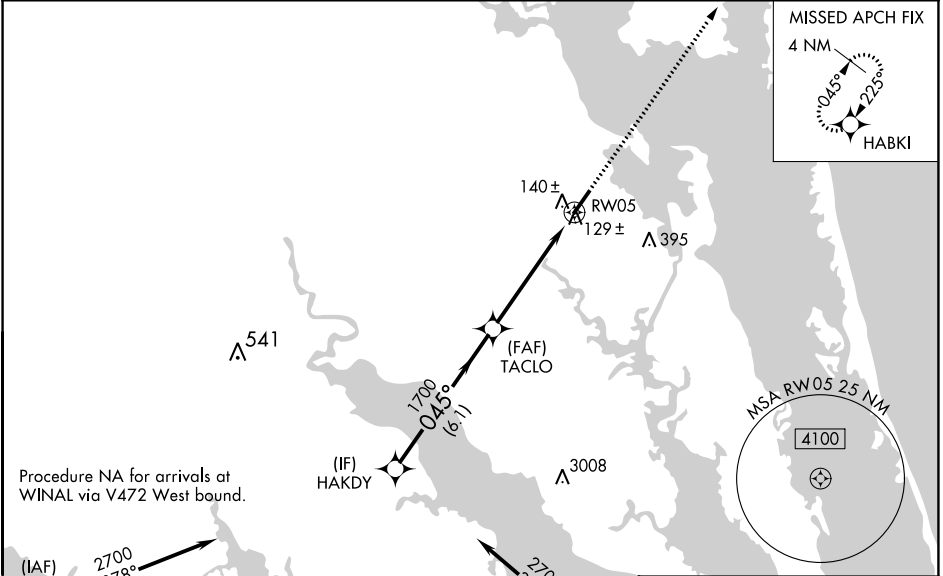 MISSED APCH FIX
4 NM
045°
225°
HABKI
140 ±
RW05
129 ±
395
541
(FAF)
TACLO
1700
045°
(6.1)
MSA RW05 25 NM
4100
(IF)
HAKDY
3008
Procedure NA for arrivals at
WINAL via V472 West bound.
(IAF)
2700